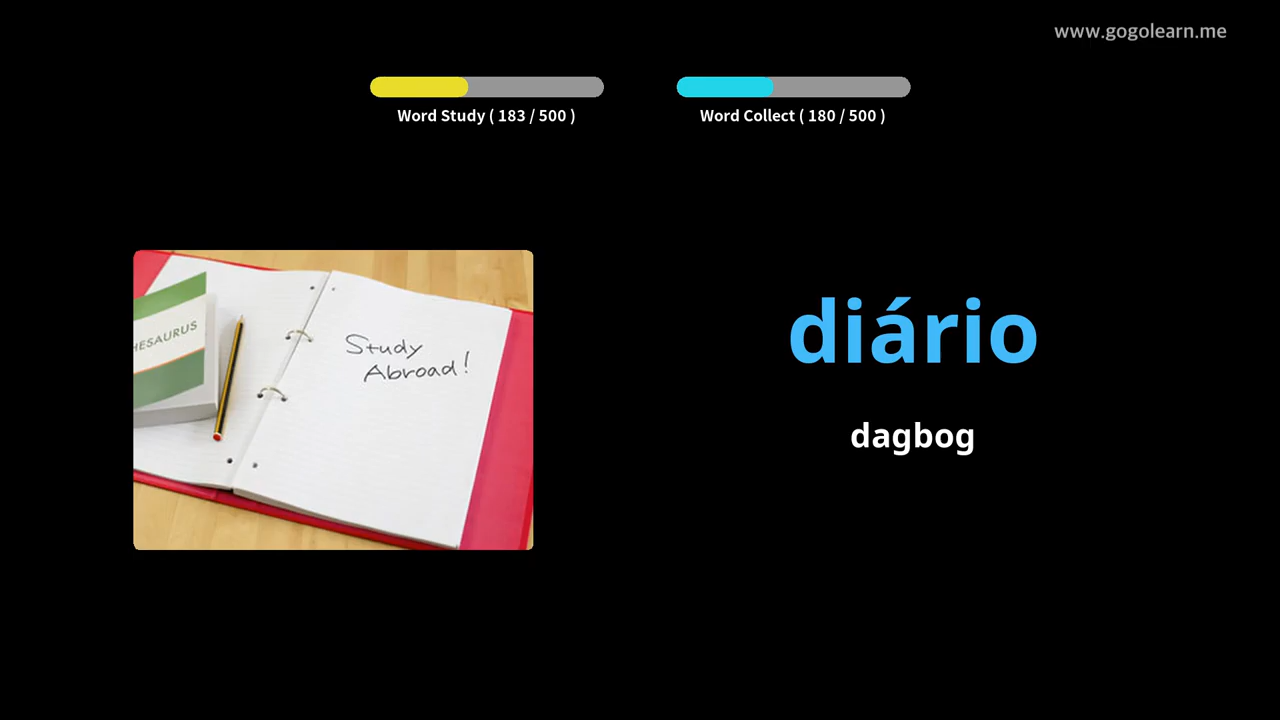 www.gogolearn.me
Word Study ( 183 / 500 )
Word Collect ( 180 / 500 )
HESAURUS
Study
Abroad!
diário
dagbog